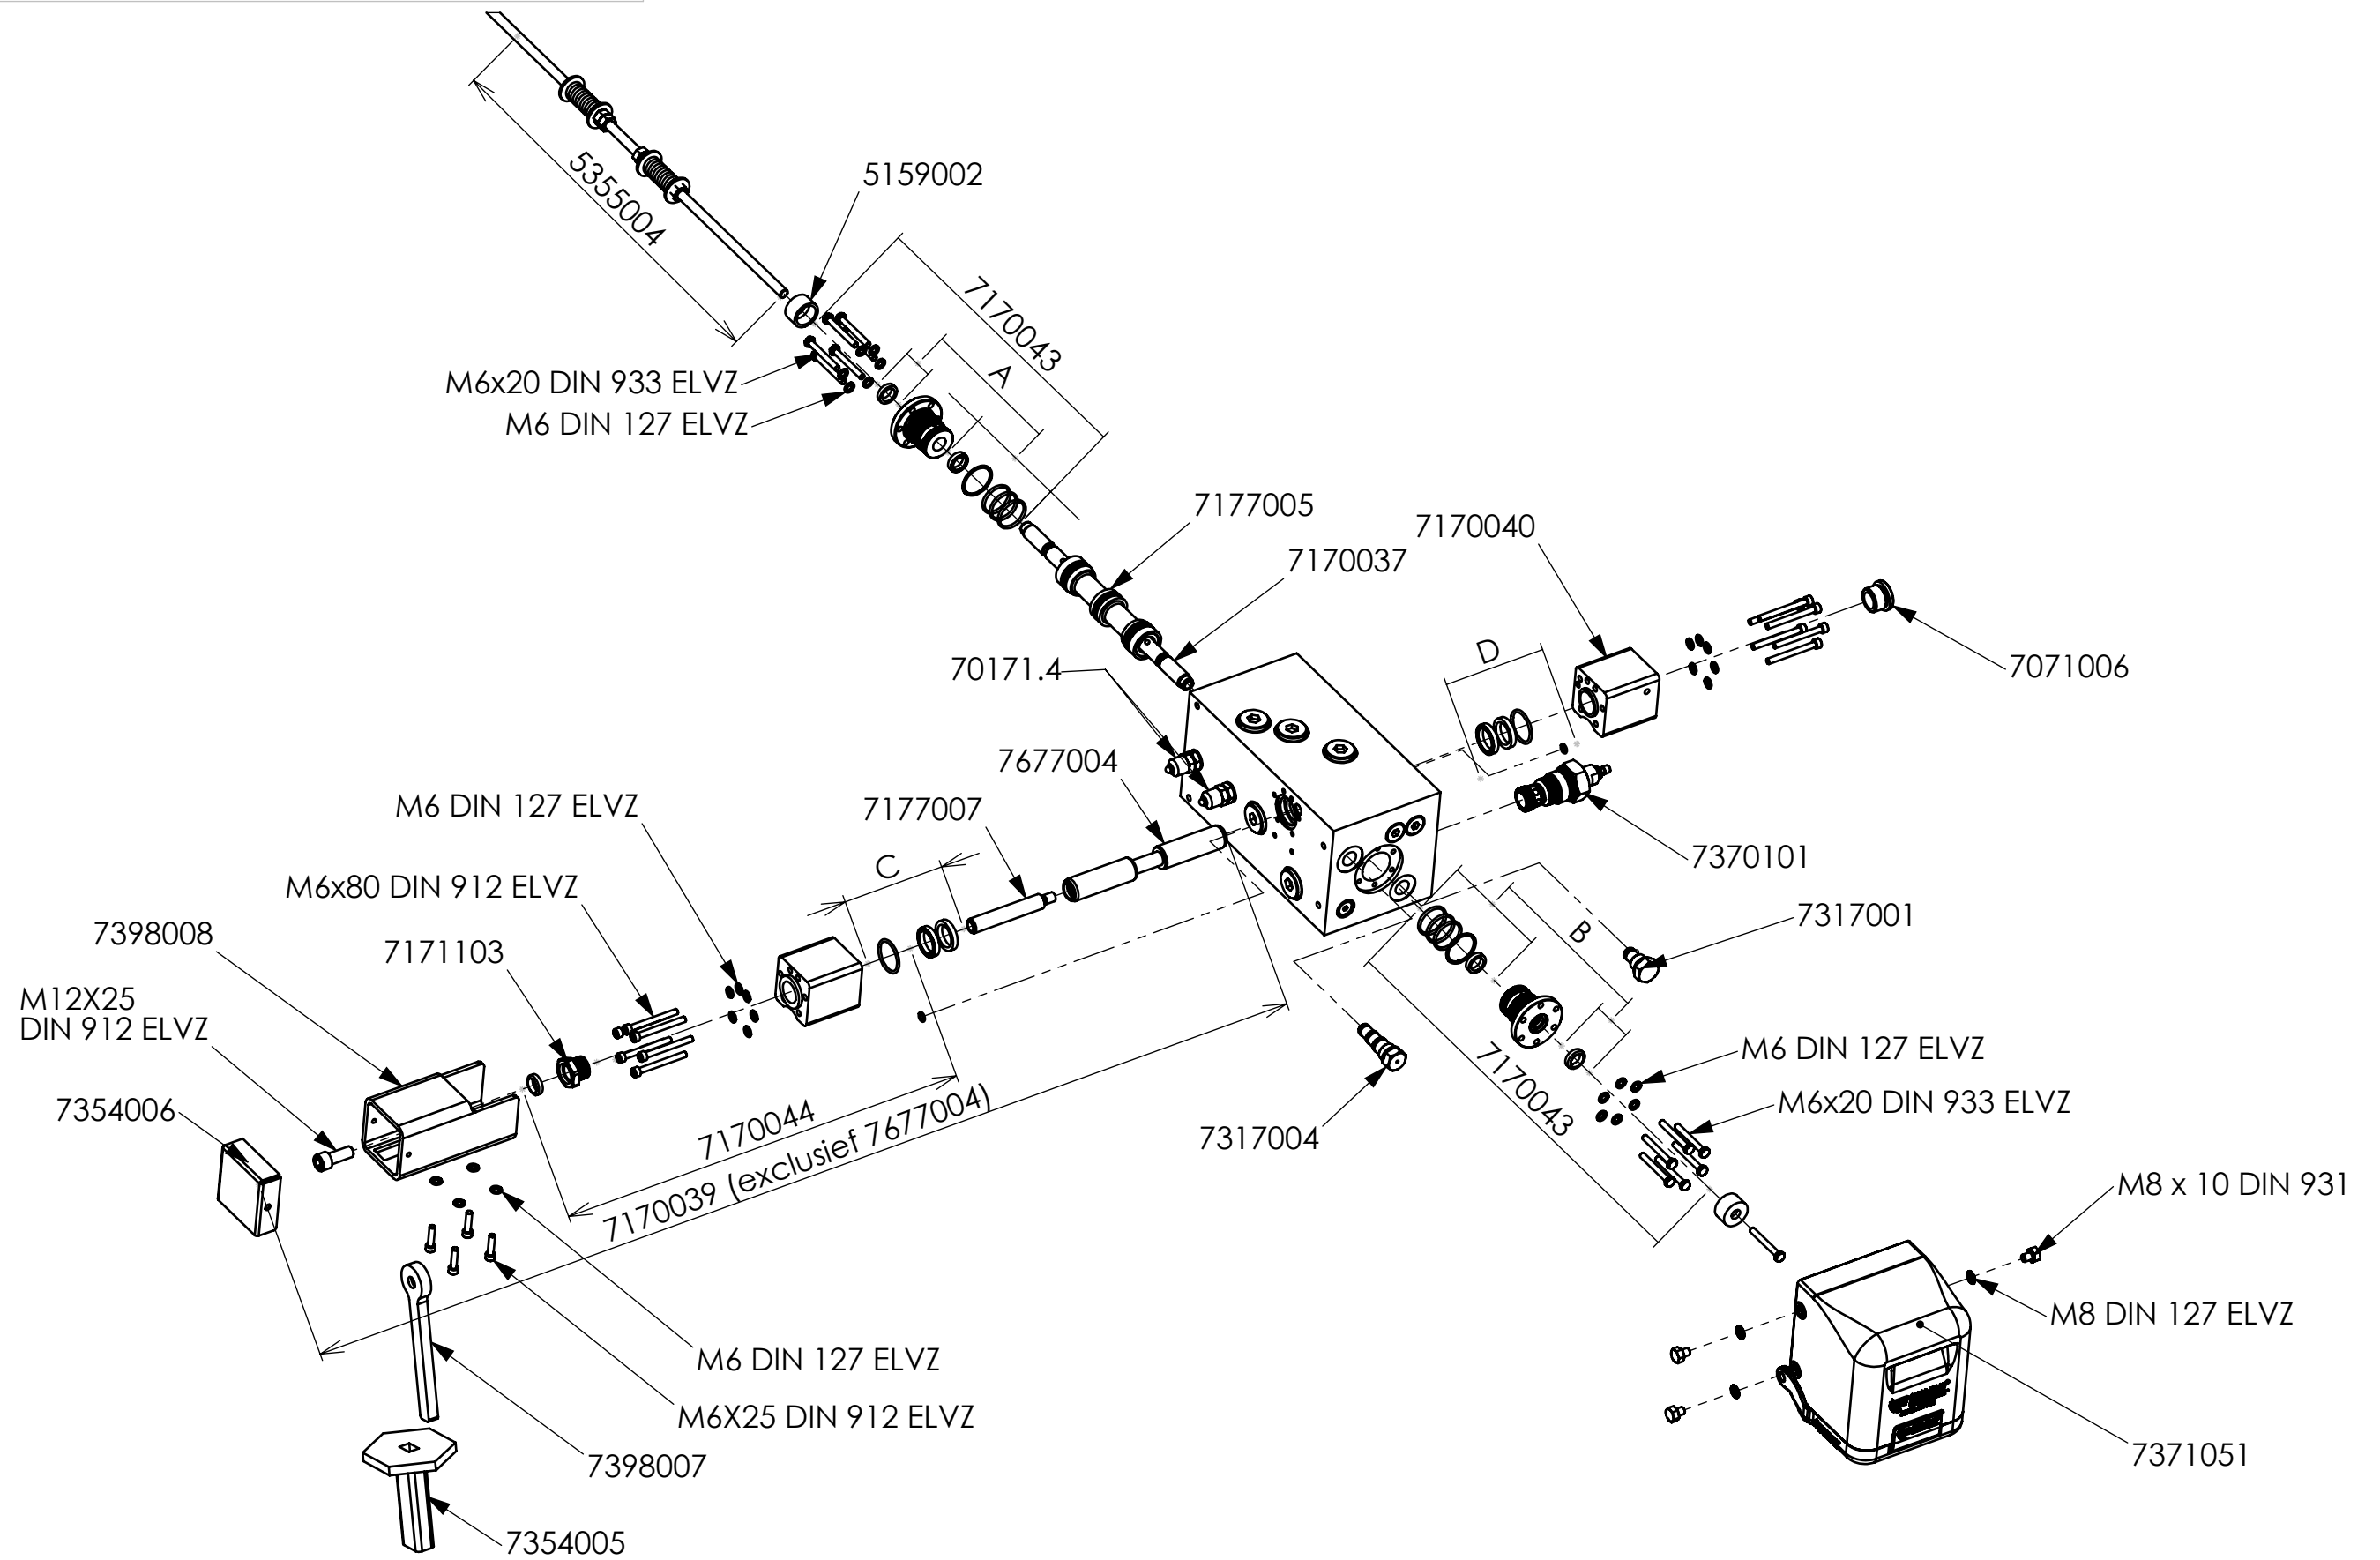 5355004
5159002
7170043
A
M6x20 DIN 933 ELVZ
M6 DIN 127 ELVZ
7177005
7170037
7170040
7071006
D
70171.4
7677004
7177007
M6 DIN 127 ELVZ
C
7370101
M6x80 DIN 912 ELVZ
7398008
7171103
7317001
B
M12X25
DIN 912 ELVZ
M6 DIN 127 ELVZ
M6x20 DIN 933 ELVZ
7170043
7354006
7170044
7317004
7170039 (exclusief 7677004)
M8 x 10 DIN 931
M8 DIN 127 ELVZ
M6 DIN 127 ELVZ
M6X25 DIN 912 ELVZ
7398007
7371051
7354005